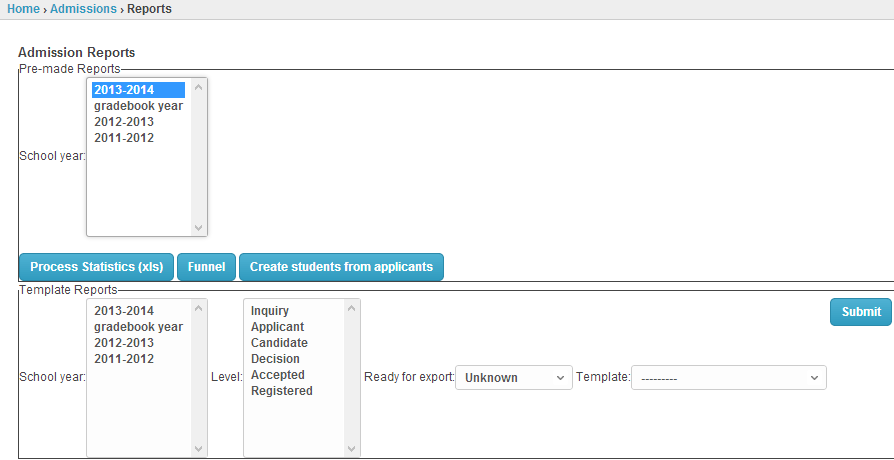 Home › Admissions › Reports
Admission Reports
Pre-made Reports
School year:
2013-2014
gradebook year
2012-2013
2011-2012
Process Statistics (xls) Funnel Create students from applicants
Template Reports
School year:
2013-2014
gradebook year
2012-2013
2011-2012
Level:
Inquiry
Applicant
Candidate
Decision
Accepted
Registered
Ready for export: Unknown Template: ---------
Submit